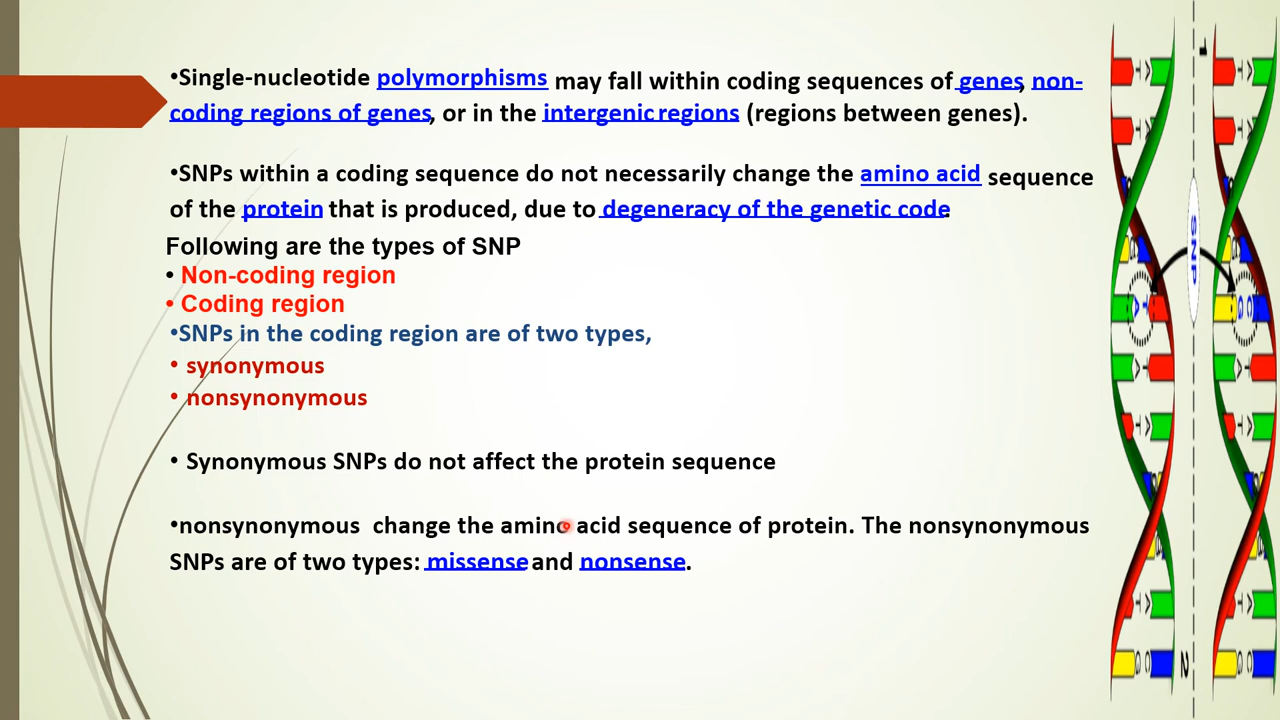 •Single-nucleotide polymorphisms may fall within coding sequences of genes, non-
coding regions of genes, or in the intergenic regions (regions between genes).
•SNPs within a coding sequence do not necessarily change the amino acid sequence
of the protein that is produced, due to degeneracy of the genetic code.
Following are the types of SNP
• Non-coding region
• Coding region
•SNPs in the coding region are of two types,
• synonymous
• nonsynonymous
• Synonymous SNPs do not affect the protein sequence
•nonsynonymous change the amino acid sequence of protein. The nonsynonymous
SNPs are of two types: missense and nonsense.
1
SNP
2